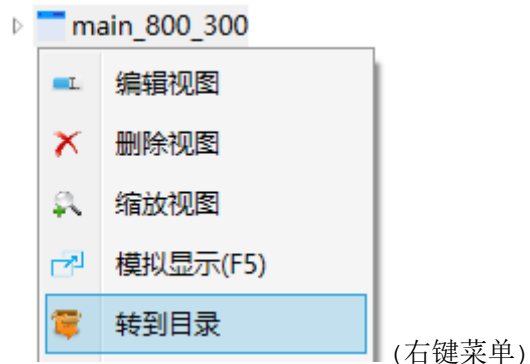 main_800_300
编辑视图
删除视图
缩放视图
模拟显示(F5)
转到目录
(右键菜单)